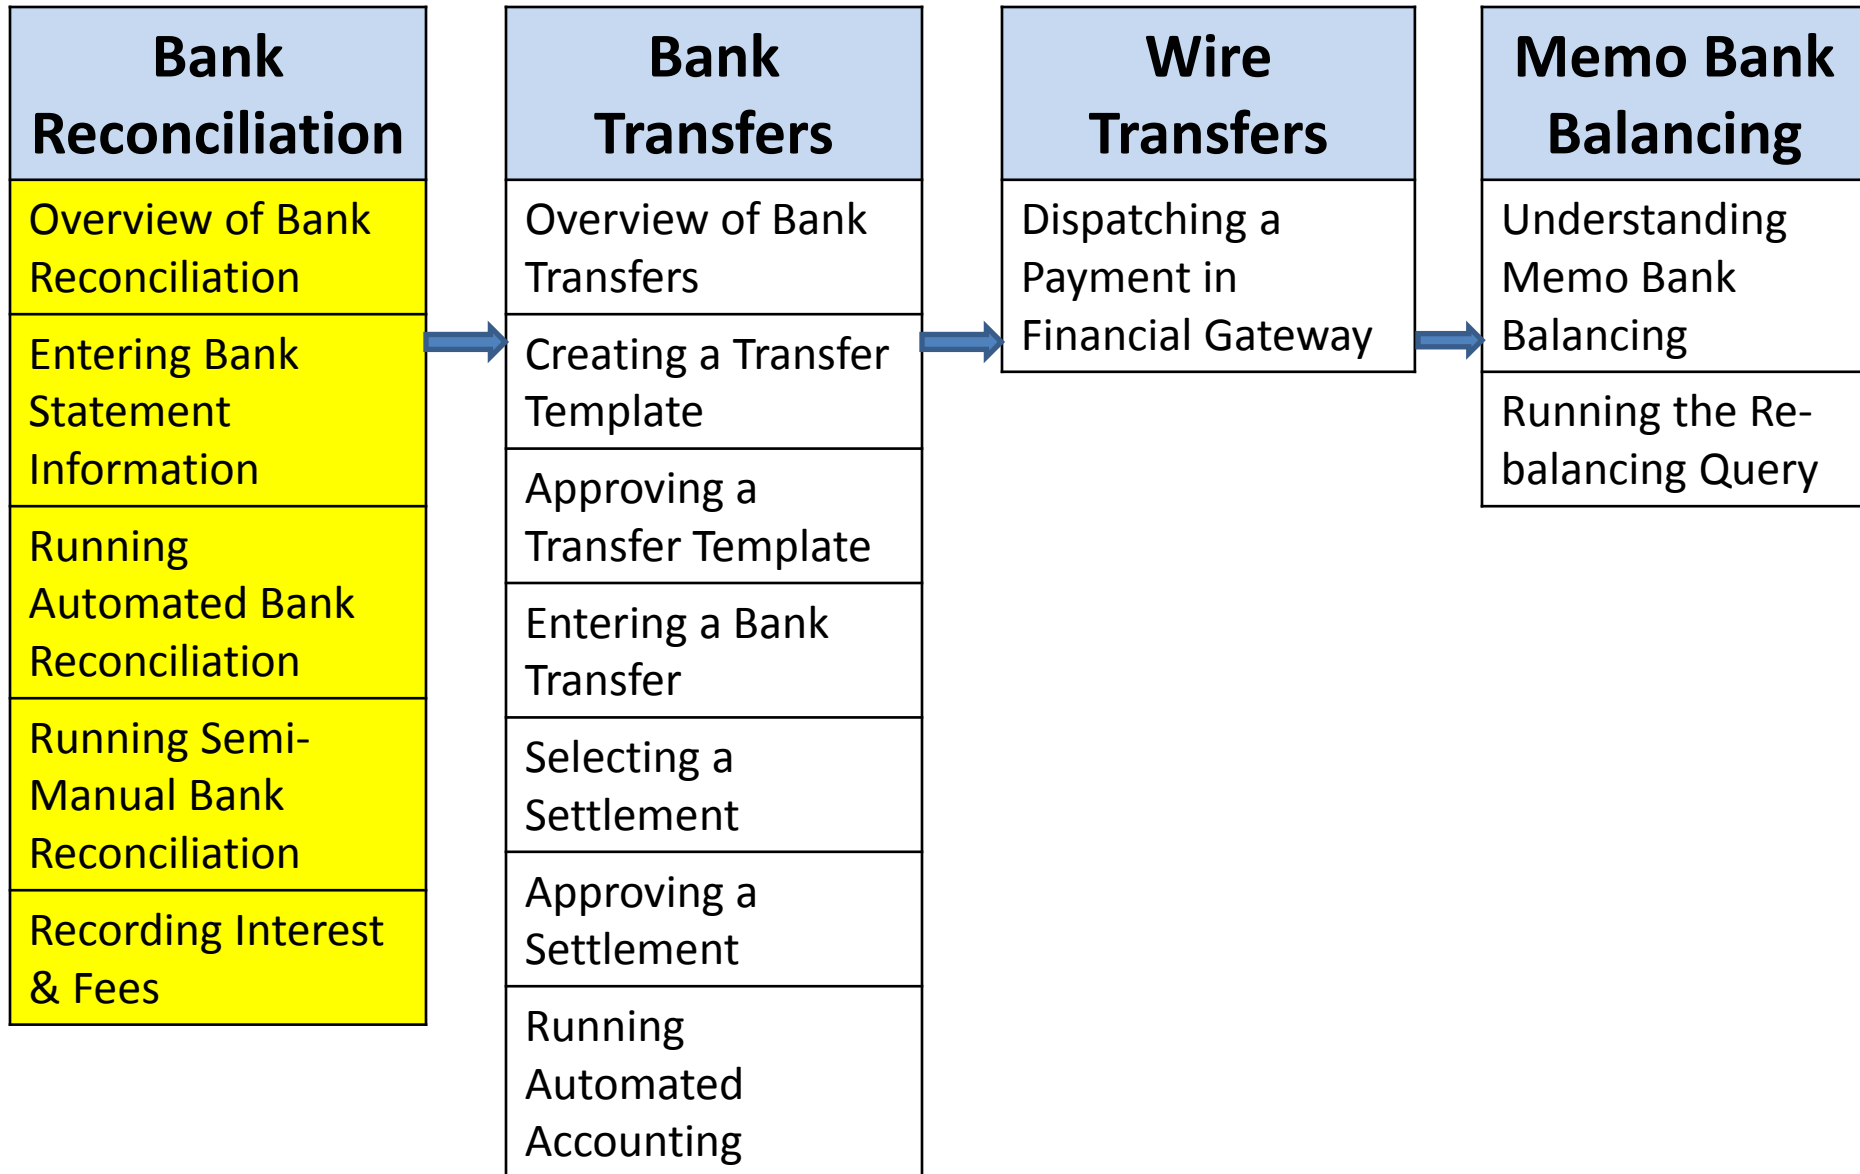 Bank
Reconciliation
Overview of Bank
Reconciliation
Entering Bank
Statement
Information
Running
Automated Bank
Reconciliation
Running Semi-
Manual Bank
Reconciliation
Recording Interest
& Fees
Bank
Transfers
Overview of Bank
Transfers
Creating a Transfer
Template
Approving a
Transfer Template
Entering a Bank
Transfer
Selecting a
Settlement
Approving a
Settlement
Running
Automated
Accounting
Wire
Transfers
Dispatching a
Payment in
Financial Gateway
Memo Bank
Balancing
Understanding
Memo Bank
Balancing
Running the Re-
balancing Query